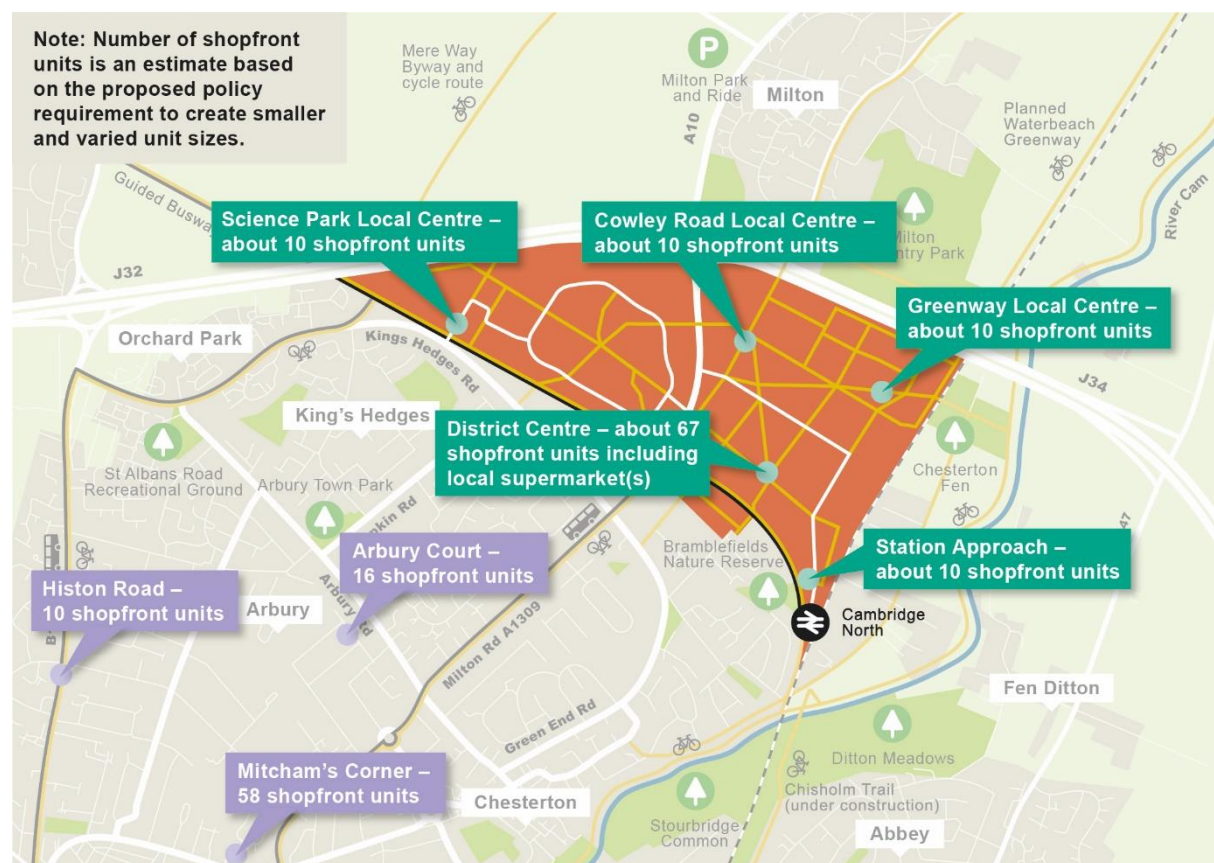 Note: Number of shopfront
units is an estimate based
on the proposed policy
requirement to create smaller
and varied unit sizes.
Mere Way
Byway and
cycle route
P
Milton Park
and Ride
Milton
A10
Planned
Waterbeach
Greenway
River Cam
Guided Busway
Science Park Local Centre –
about 10 shopfront units
Cowley Road Local Centre –
about 10 shopfront units
Milton
Country Park
J32
Greenway Local Centre –
about 10 shopfront units
Orchard Park
Kings Hedges Rd
J34
King's Hedges
District Centre – about 67
shopfront units including
local supermarket(s)
St Albans Road
Recreational Ground
Arbury Town Park
Chesterton
Fen
Arbury Court –
16 shopfront units
Bramblefields
Nature Reserve
Station Approach –
about 10 shopfront units
Histon Road –
10 shopfront units
Arbury
Arbury Rd
Milton Rd A1309
Cambridge
North
Fen Ditton
Green End Rd
Mitcham's Corner –
58 shopfront units
Chesterton
Ditton Meadows
Chisholm Trail
(under construction)
Stourbridge
Common
Abbey